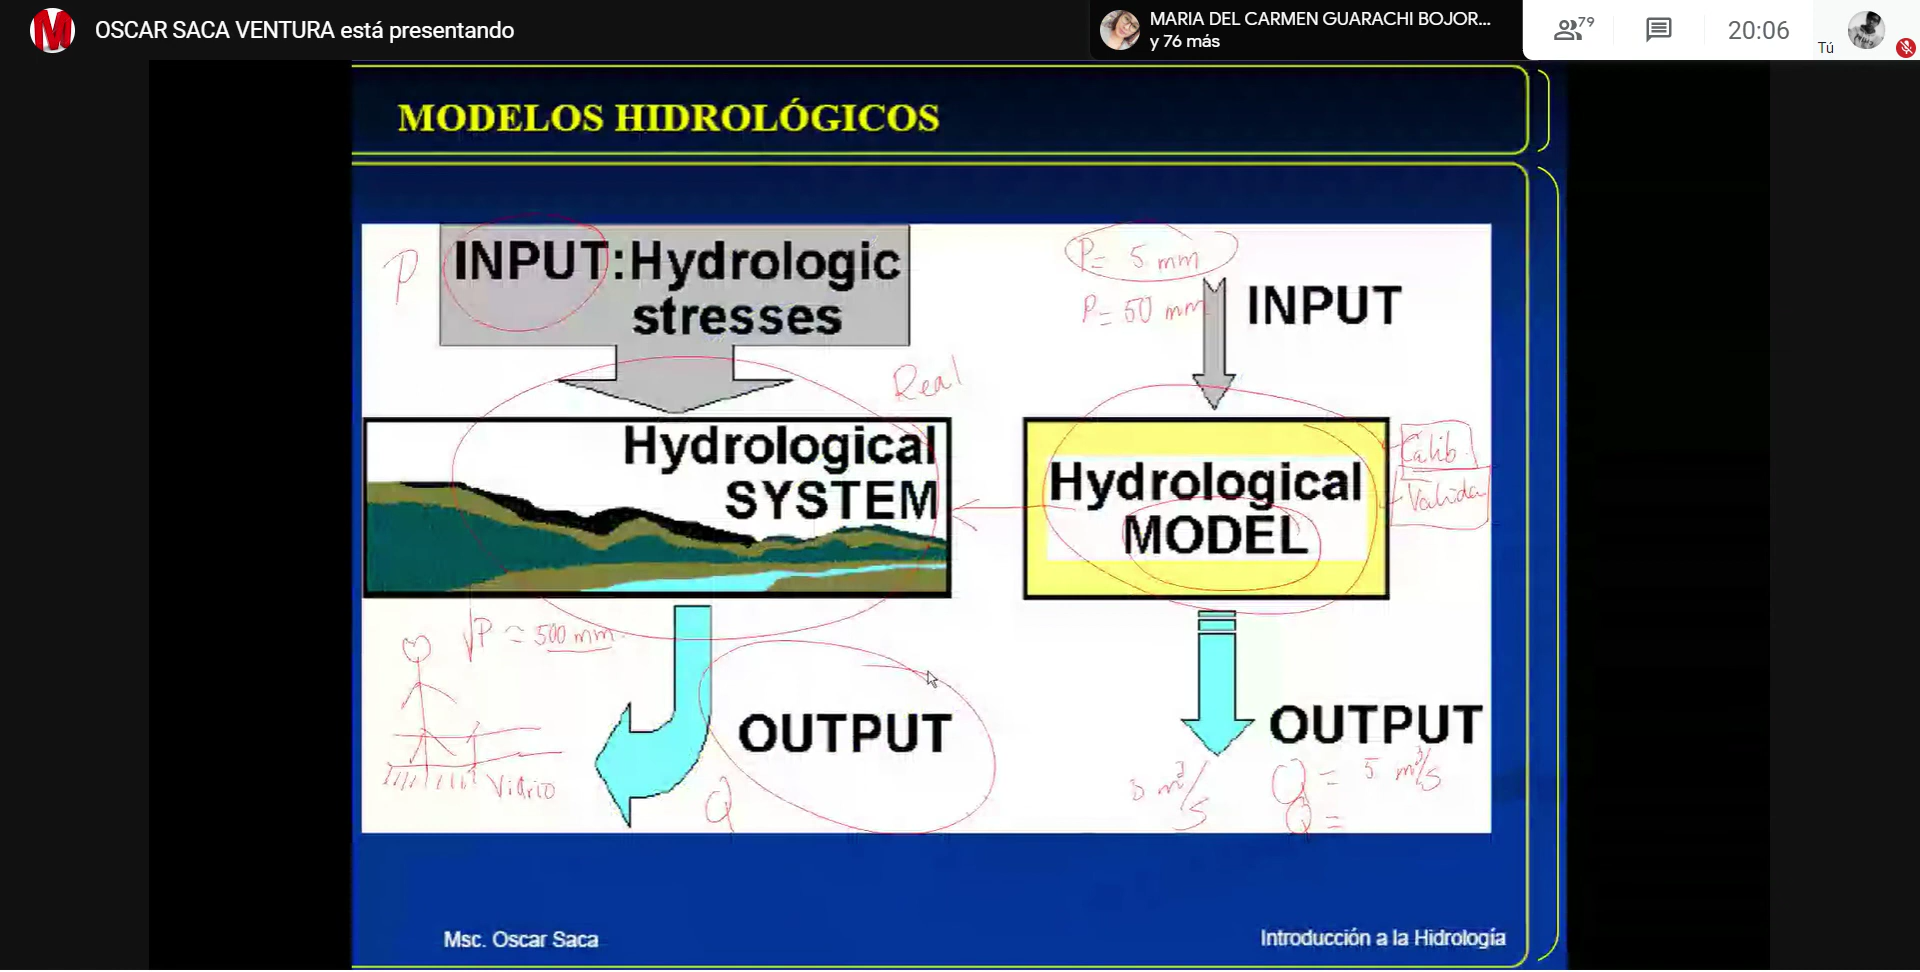 OSCAR SACA VENTURA está presentando
MARIA DEL CARMEN GUARACHI BOJOR...
y 76 más
79
20:06
Tú
MODELOS HIDROLÓGICOS
P
INPUT:Hydrologic
stresses
P= 5 mm
P= 50 mm
INPUT
Real
Hydrological
SYSTEM
Hydrological
MODEL
Calib.
Valida
P ≈ 500 mm
OUTPUT
OUTPUT
Vidrio
Q
m³/s
Q = 5 m³/s
Q =
Msc. Oscar Saca
Introducción a la Hidrología